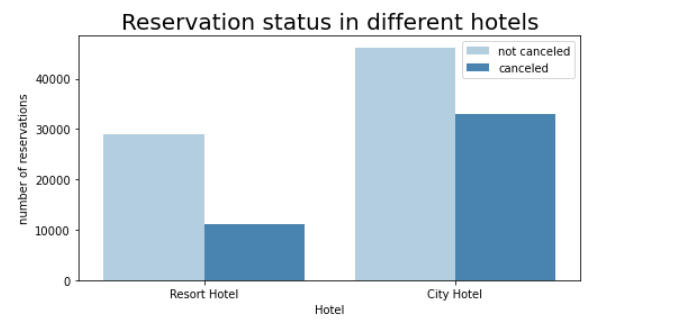 Reservation status in different hotels
not canceled
canceled
number of reservations
40000
30000
20000
10000
0
Resort Hotel
City Hotel
Hotel